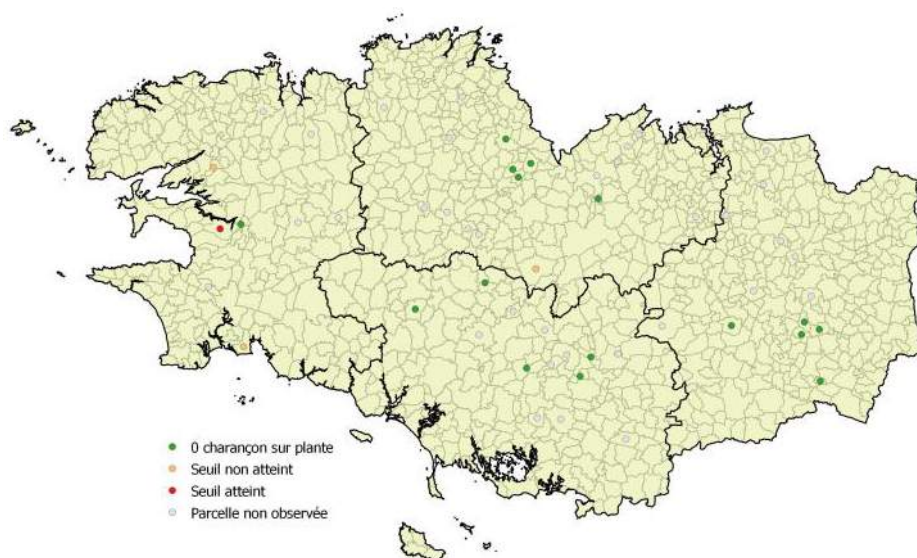 0 charançon sur plante
Seuil non atteint
Seuil atteint
Parcelle non observée